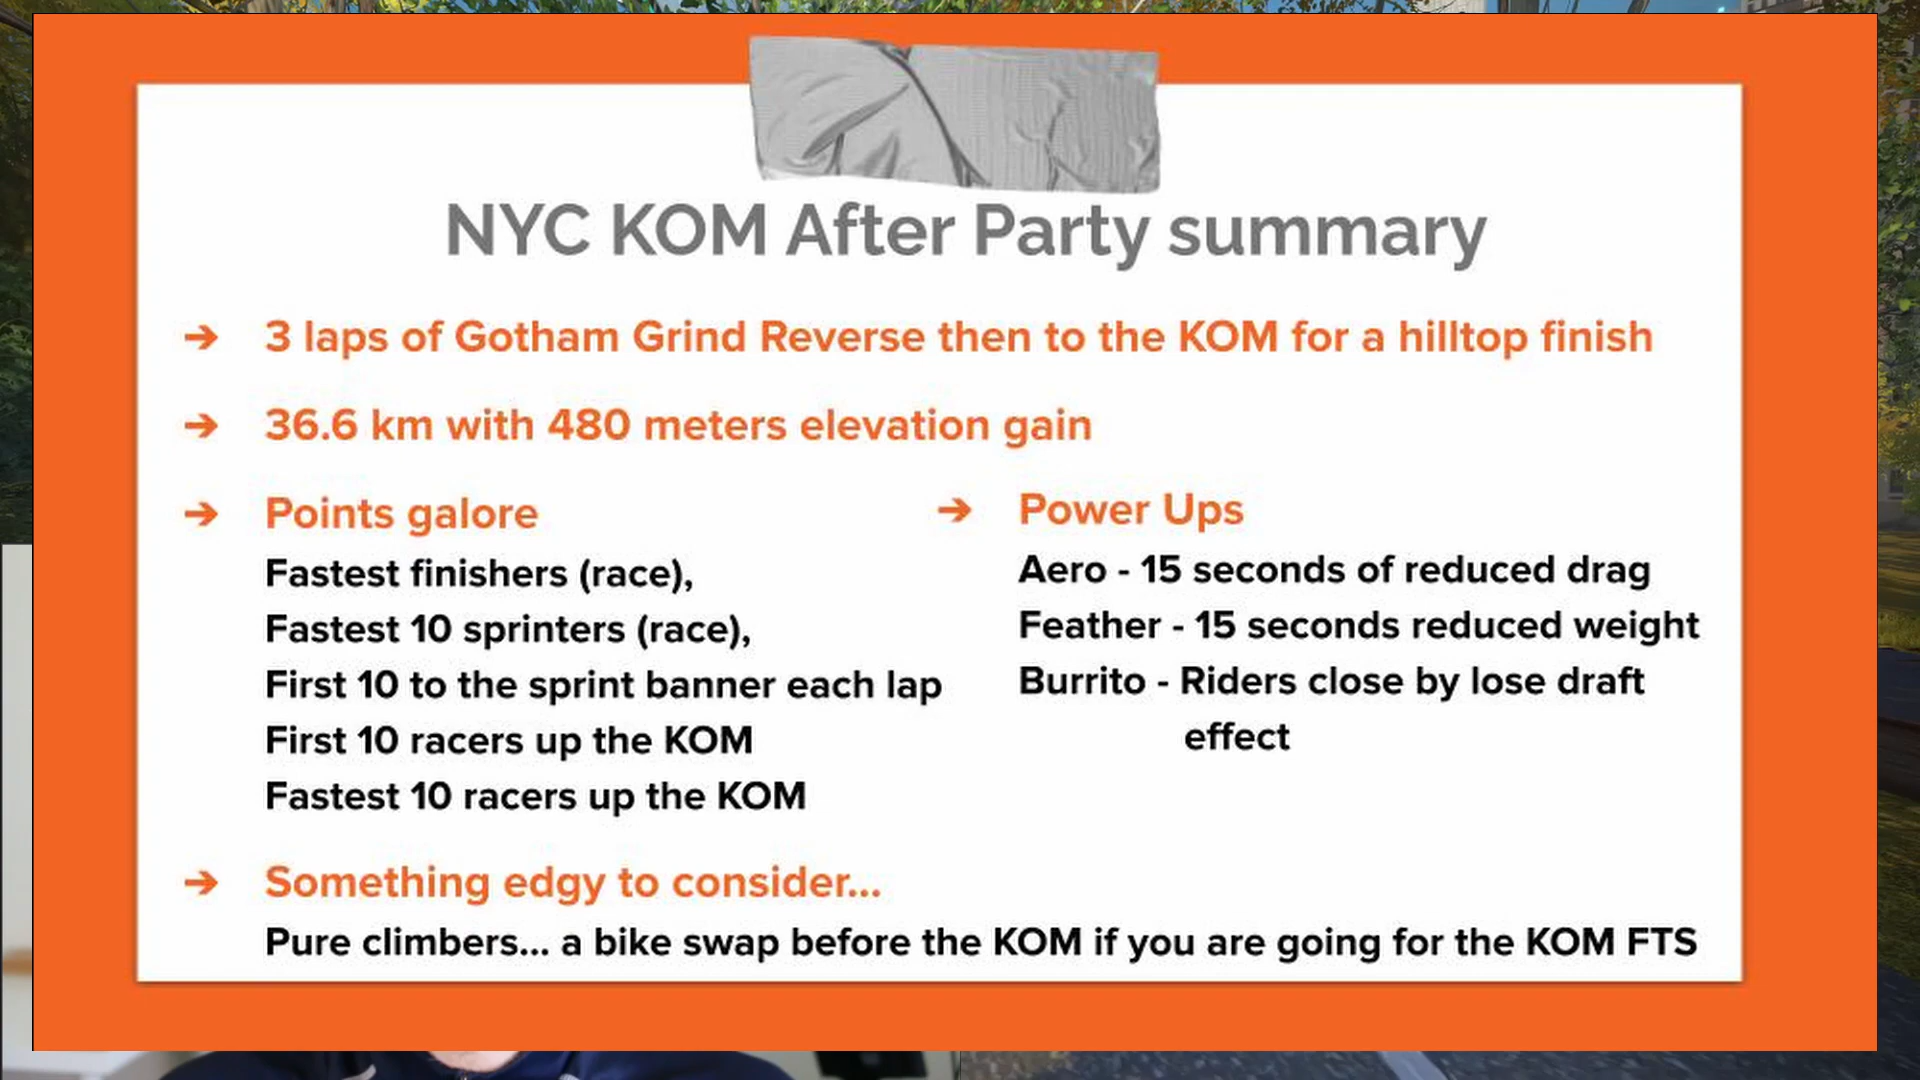 NYC KOM After Party summary
➔ 3 laps of Gotham Grind Reverse then to the KOM for a hilltop finish
➔ 36.6 km with 480 meters elevation gain
➔ Points galore
Fastest finishers (race),
Fastest 10 sprinters (race),
First 10 to the sprint banner each lap
First 10 racers up the KOM
Fastest 10 racers up the KOM
➔ Power Ups
Aero - 15 seconds of reduced drag
Feather - 15 seconds reduced weight
Burrito - Riders close by lose draft
effect
➔ Something edgy to consider...
Pure climbers... a bike swap before the KOM if you are going for the KOM FTS